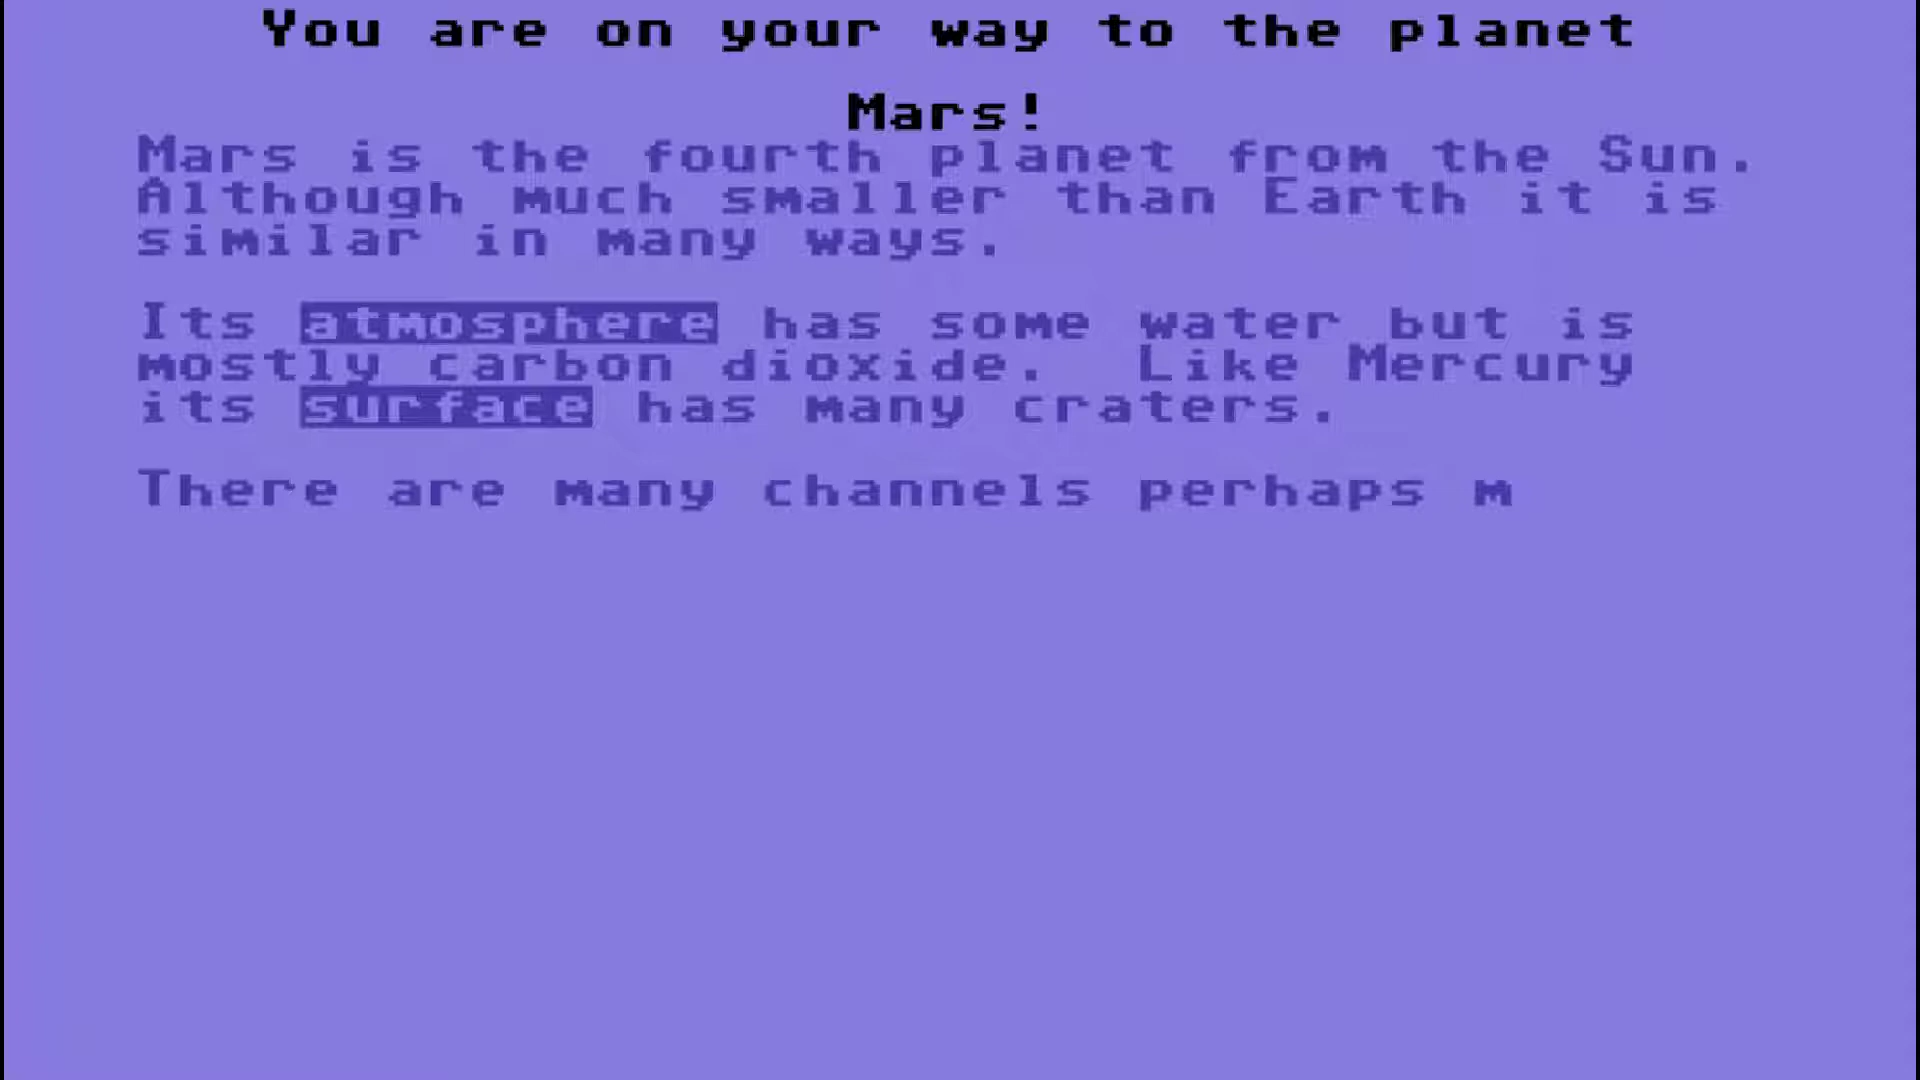 You are on your way to the planet
Mars!
Mars is the fourth planet from the Sun.
Although much smaller than Earth it is
similar in many ways.
Its atmosphere has some water but is
mostly carbon dioxide.  Like Mercury
its surface has many craters.
There are many channels perhaps m